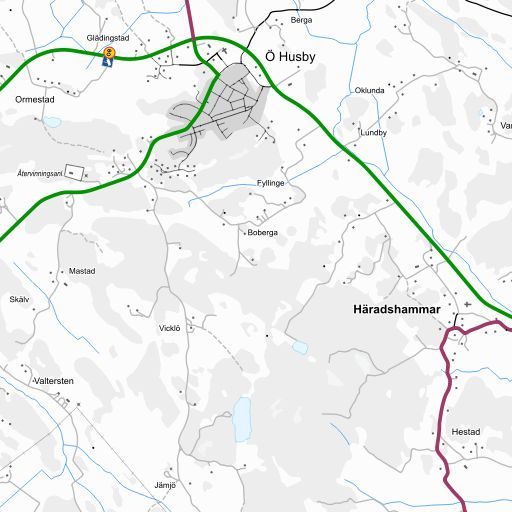 Berga
Glädingstad
Ö Husby
Oklunda
Ormestad
Lundby
Återvinningsanl
Fyllinge
Boberga
Mastad
Skälv
Häradshammar
Vicklö
Valtersten
Hestad
Jämjö